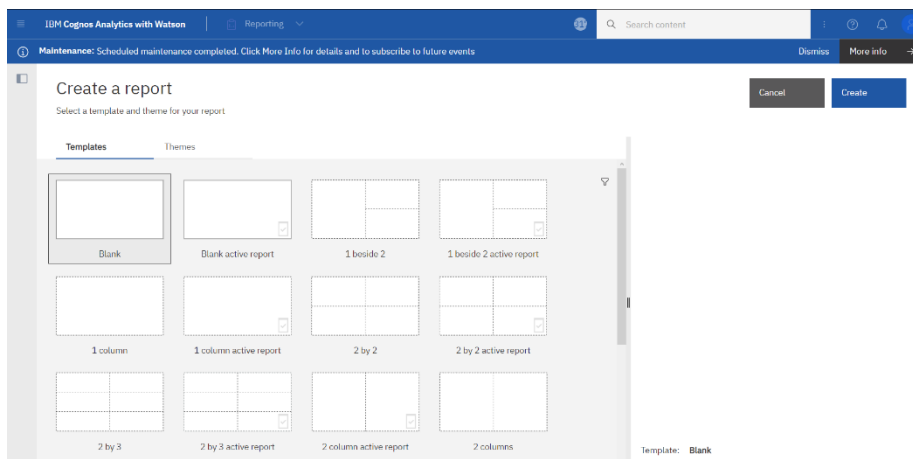 IBM Cognos Analytics with Watson
Reporting
Search content
Maintenance: Scheduled maintenance completed. Click More Info for details and to subscribe to future events
Dismiss
More info
Create a report
Select a template and theme for your report
Cancel
Create
Templates
Themes
Blank
Blank active report
1 beside 2
1 beside 2 active report
1 column
1 column active report
2 by 2
2 by 2 active report
2 by 3
2 by 3 active report
2 column active report
2 columns
Template: Blank